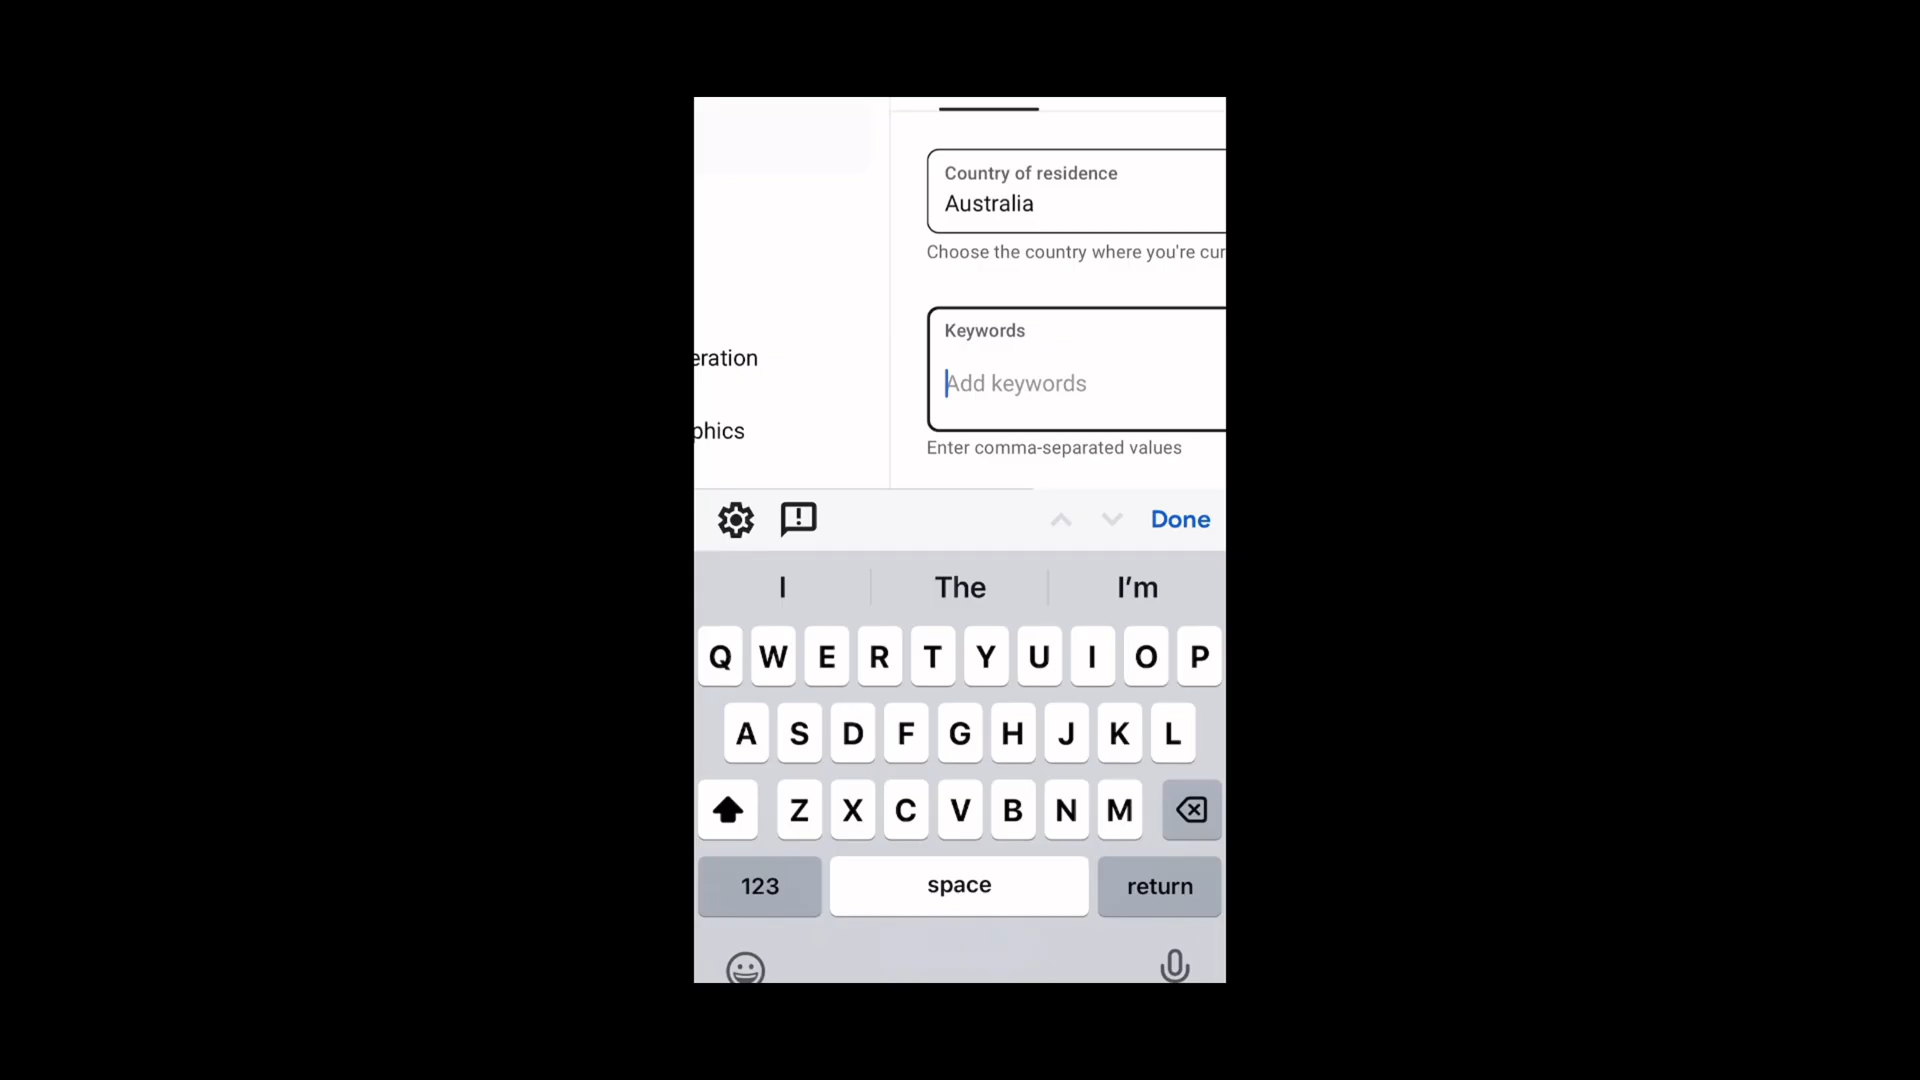 Country of residence
Australia
Choose the country where you're cur
Keywords
Add keywords
Enter comma-separated values
eration
phics
Done
I The I’m
Q W E R T Y U I O P
A S D F G H J K L
Z X C V B N M
123 space return